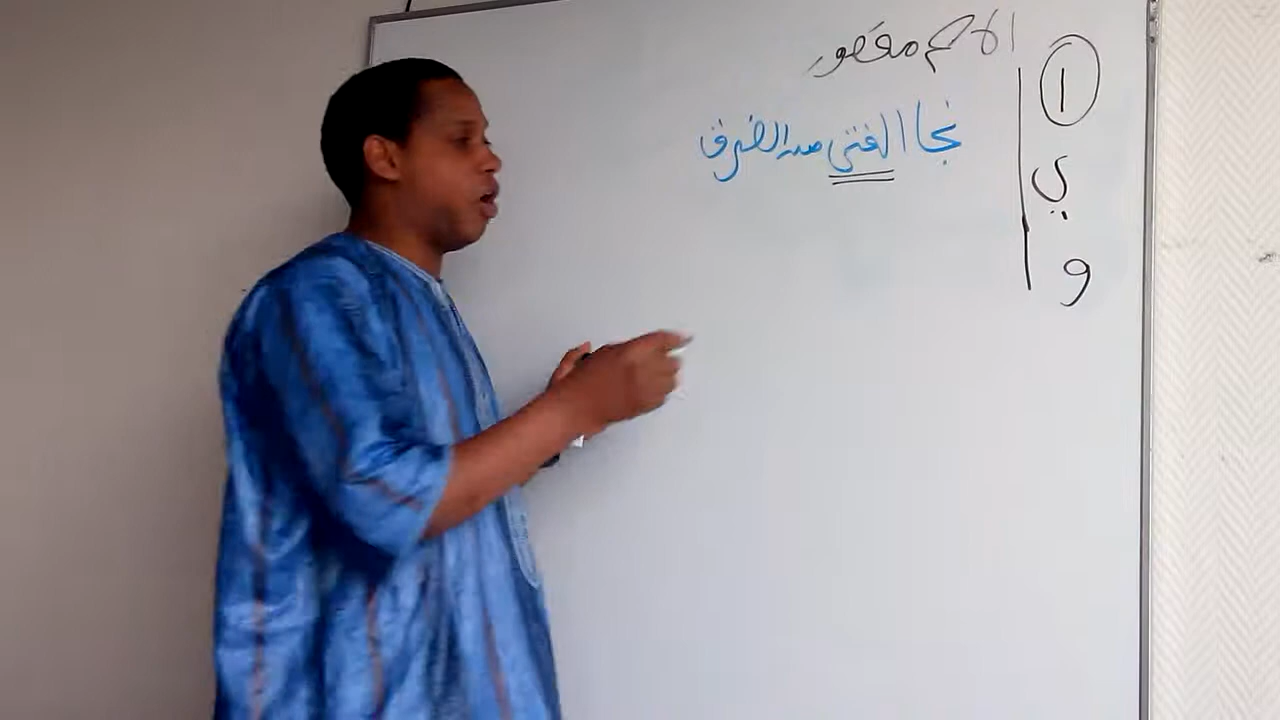 الاسم مقصور
نجا الفتى من الغرق
ا
ي
و